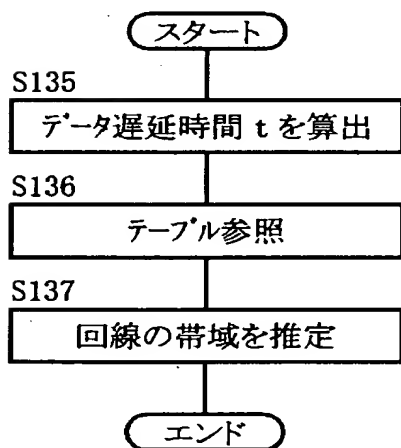 スタート
S135
データ遅延時間 t を算出
S136
テーブル参照
S137
回線の帯域を推定
エンド